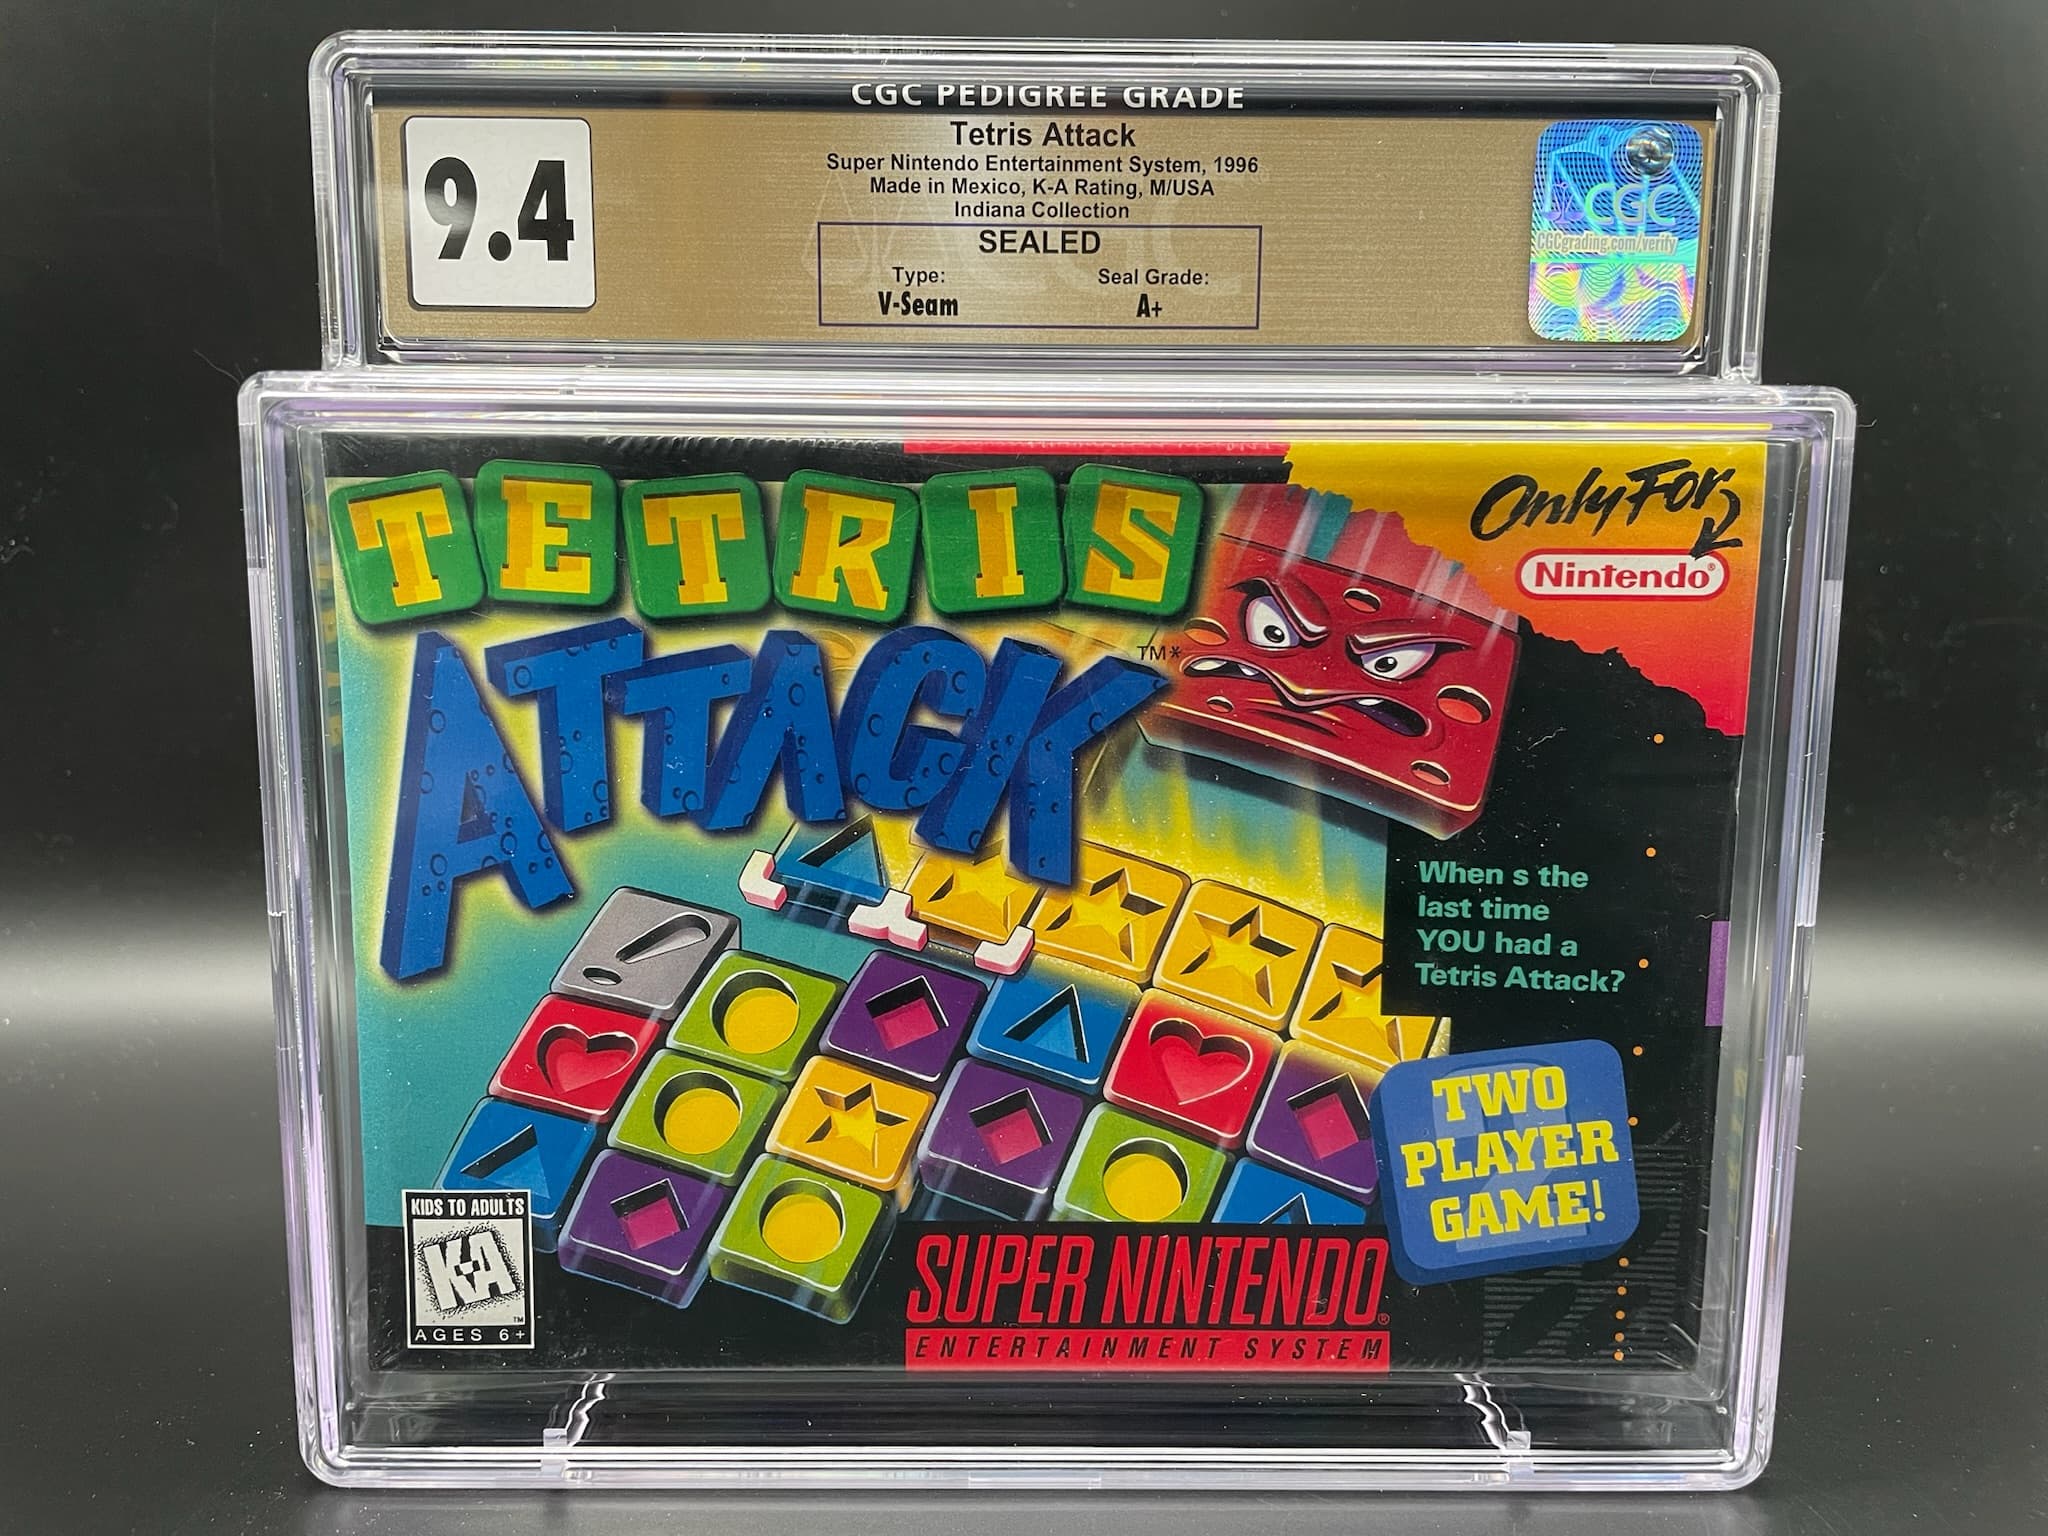 CGC PEDIGREE GRADE
9.4
Tetris Attack
Super Nintendo Entertainment System, 1996
Made in Mexico, K-A Rating, M/USA
Indiana Collection
SEALED
Type: Seal Grade:
V-Seam A+
CGC
CGCgrading.com/verify
TETRIS
ATTACK
TM*
Only For
Nintendo®
When s the
last time
YOU had a
Tetris Attack?
TWO
PLAYER
GAME!
KIDS TO ADULTS
K-A
TM
AGES 6+
SUPER NINTENDO®
ENTERTAINMENT SYSTEM